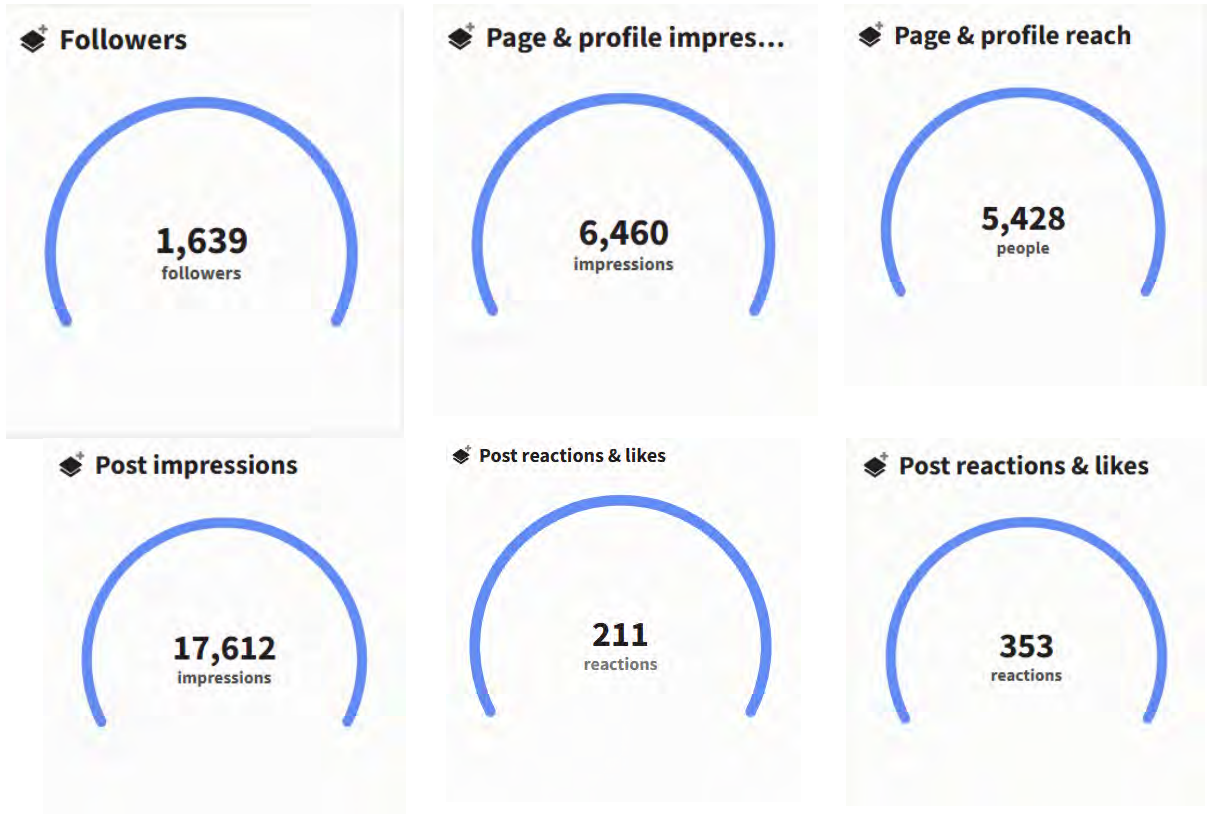 Followers
1,639
followers
Page & profile impres...
6,460
impressions
Page & profile reach
5,428
people
Post impressions
17,612
impressions
Post reactions & likes
211
reactions
Post reactions & likes
353
reactions